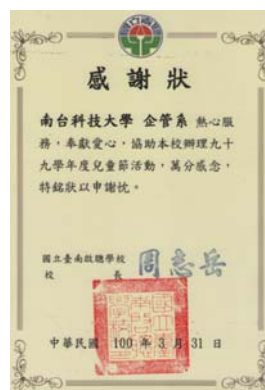 感謝狀
南台科技大學 企管系 熱心服
務，奉獻愛心，協助本校辦理九十
九學年度兒童節活動，萬分感念，
特銘狀以申謝忱。
國立臺南啟聰學校
校長 周志岳
中華民國 100 年 3 月 31 日